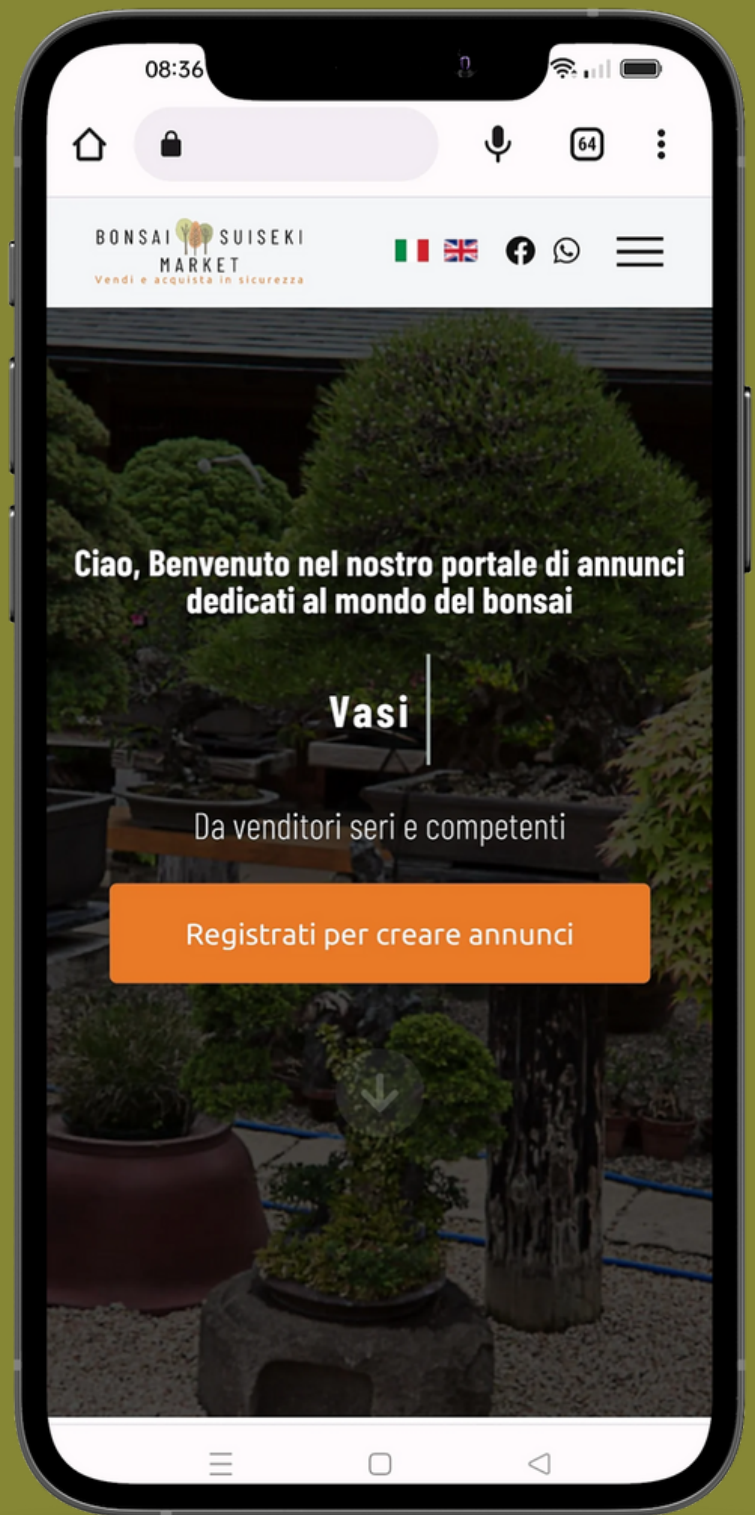 08:36
64
BONSAI SUISEKI
MARKET
Vendi e acquista in sicurezza
Ciao, Benvenuto nel nostro portale di annunci
dedicati al mondo del bonsai
Vasi
Da venditori seri e competenti
Registrati per creare annunci